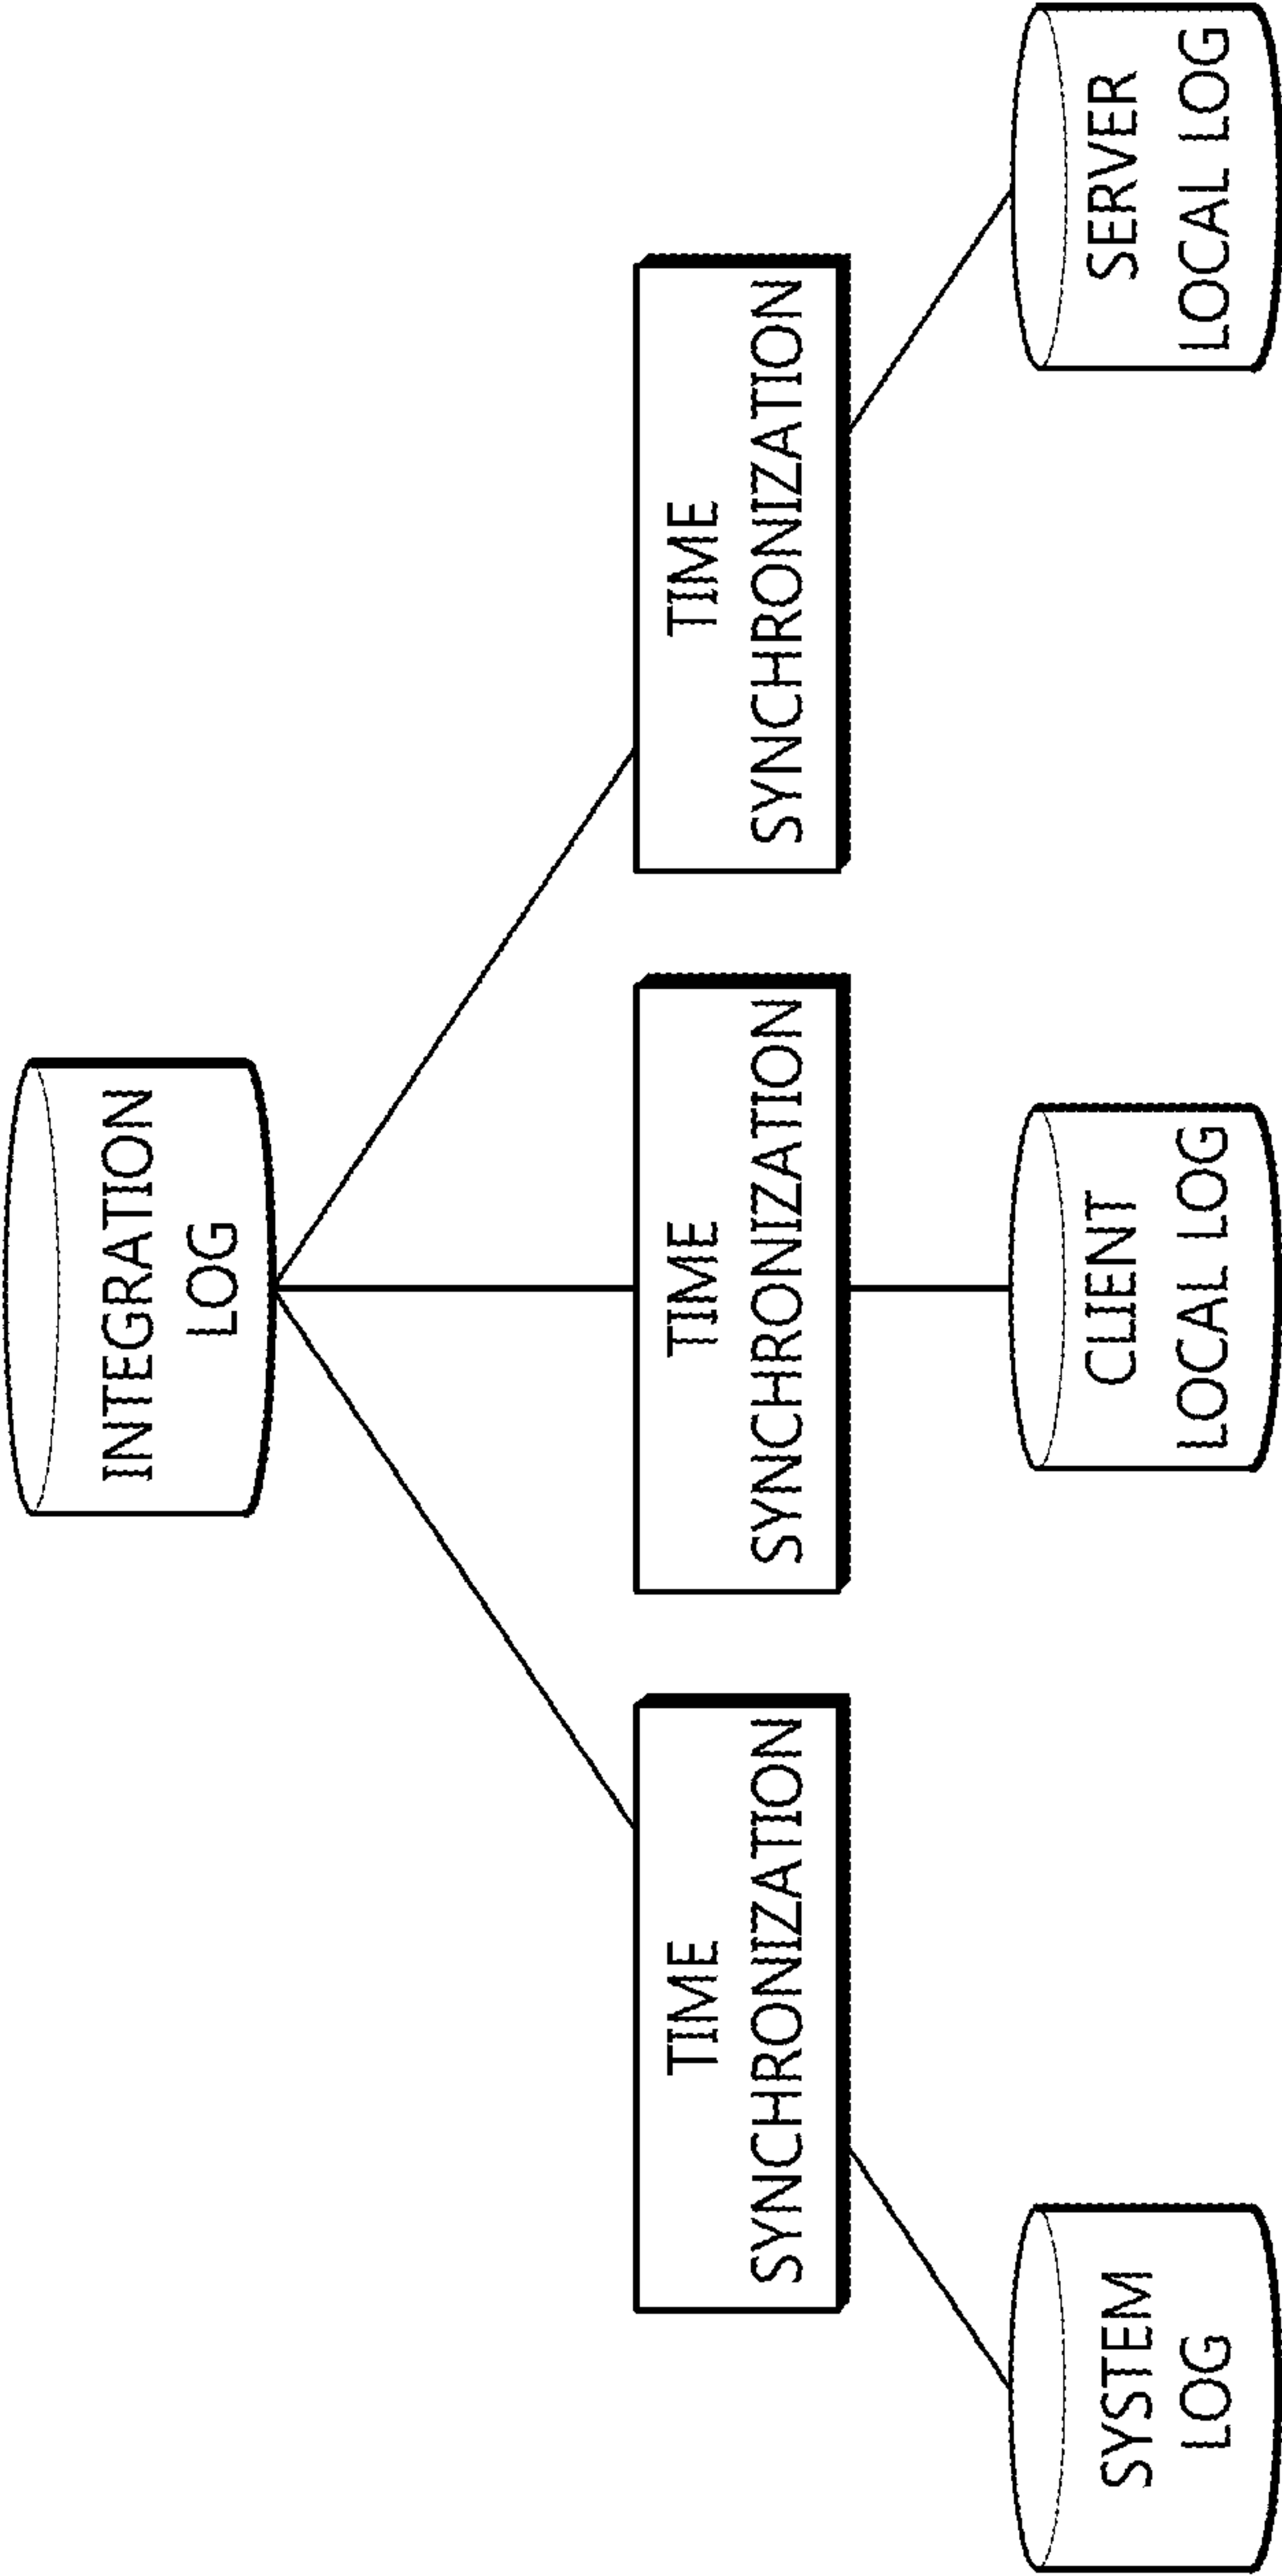 INTEGRATION
LOG
TIME
SYNCHRONIZATION
TIME
SYNCHRONIZATION
TIME
SYNCHRONIZATION
SYSTEM
LOG
CLIENT
LOCAL LOG
SERVER
LOCAL LOG